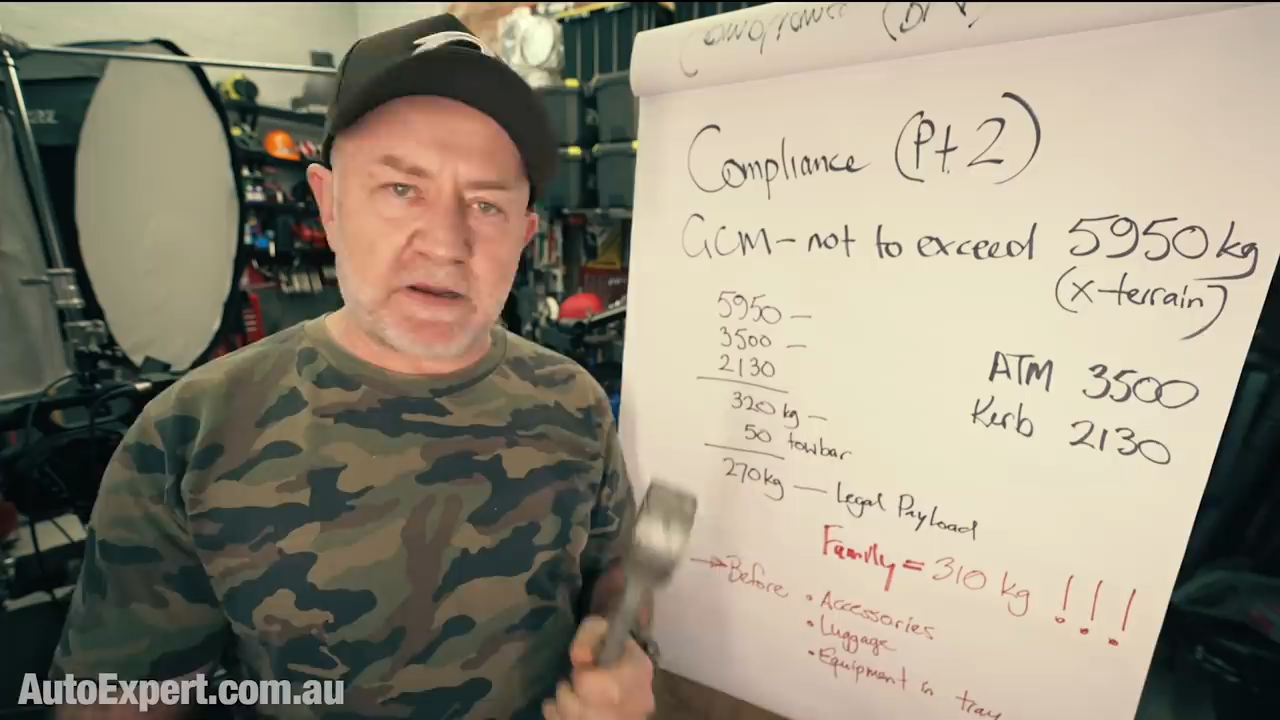 Compliance (Pt. 2)
GCM - not to exceed 5950 kg
(x-terrain)
5950 -
3500 -
2130
320 kg -
50 towbar
270 kg - Legal Payload
ATM 3500
Kerb 2130
Family = 310 kg !!!
→ Before • Accessories
• Luggage
• Equipment in tray
AutoExpert.com.au